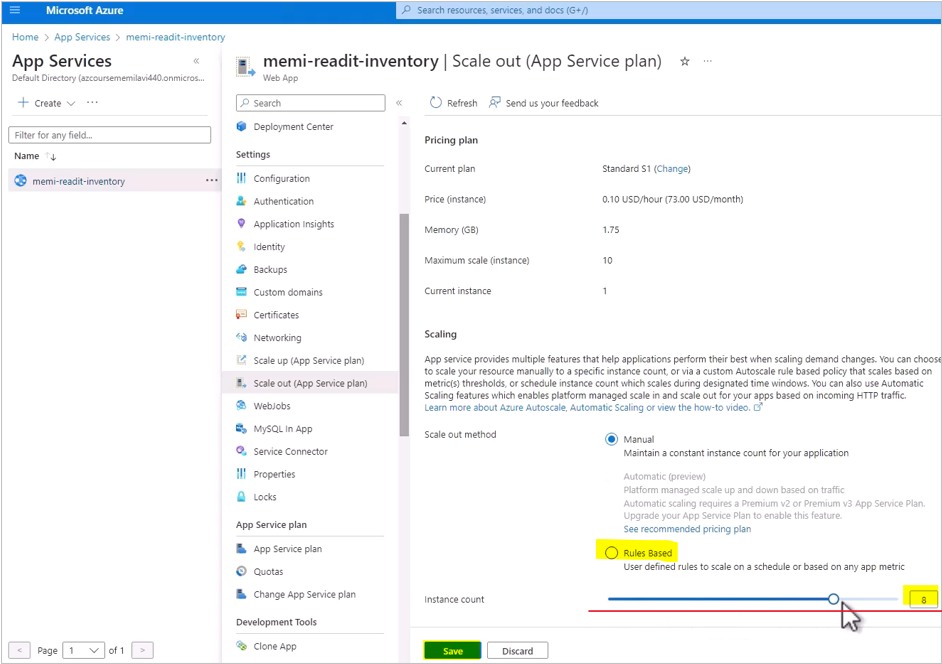 Microsoft Azure
Search resources, services, and docs (G+/)
Home > App Services > memi-readit-inventory
App Services
«
Default Directory (azcoursememilavi440.onmicros...
+ Create ···
Filter for any field...
Name ↑↓
memi-readit-inventory ···
< Page 1 of 1 >
memi-readit-inventory | Scale out (App Service plan) ☆ ···
Web App
Search
«
Deployment Center
Settings
Configuration
Authentication
Application Insights
Identity
Backups
Custom domains
Certificates
Networking
Scale up (App Service plan)
Scale out (App Service plan)
WebJobs
MySQL In App
Service Connector
Properties
Locks
App Service plan
App Service plan
Quotas
Change App Service plan
Development Tools
Clone App
Refresh Send us your feedback
Pricing plan
Current plan Standard S1 (Change)
Price (instance) 0.10 USD/hour (73.00 USD/month)
Memory (GB) 1.75
Maximum scale (instance) 10
Current instance 1
Scaling
App service provides multiple features that help applications perform their best when scaling demand changes. You can choose
to scale your resource manually to a specific instance count, or via a custom Autoscale rule based policy that scales based on
metric(s) thresholds, or schedule instance count which scales during designated time windows. You can also use Automatic
Scaling features which enables platform managed scale in and scale out for your apps based on incoming HTTP traffic.
Learn more about Azure Autoscale, Automatic Scaling or view the how-to video.
Scale out method
Manual
Maintain a constant instance count for your application
Automatic (preview)
Platform managed scale up and down based on traffic
Automatic scaling requires a Premium v2 or Premium v3 App Service Plan.
Upgrade your App Service Plan to enable this feature.
See recommended pricing plan
Rules Based
User defined rules to scale on a schedule or based on any app metric
Instance count 8
Save Discard